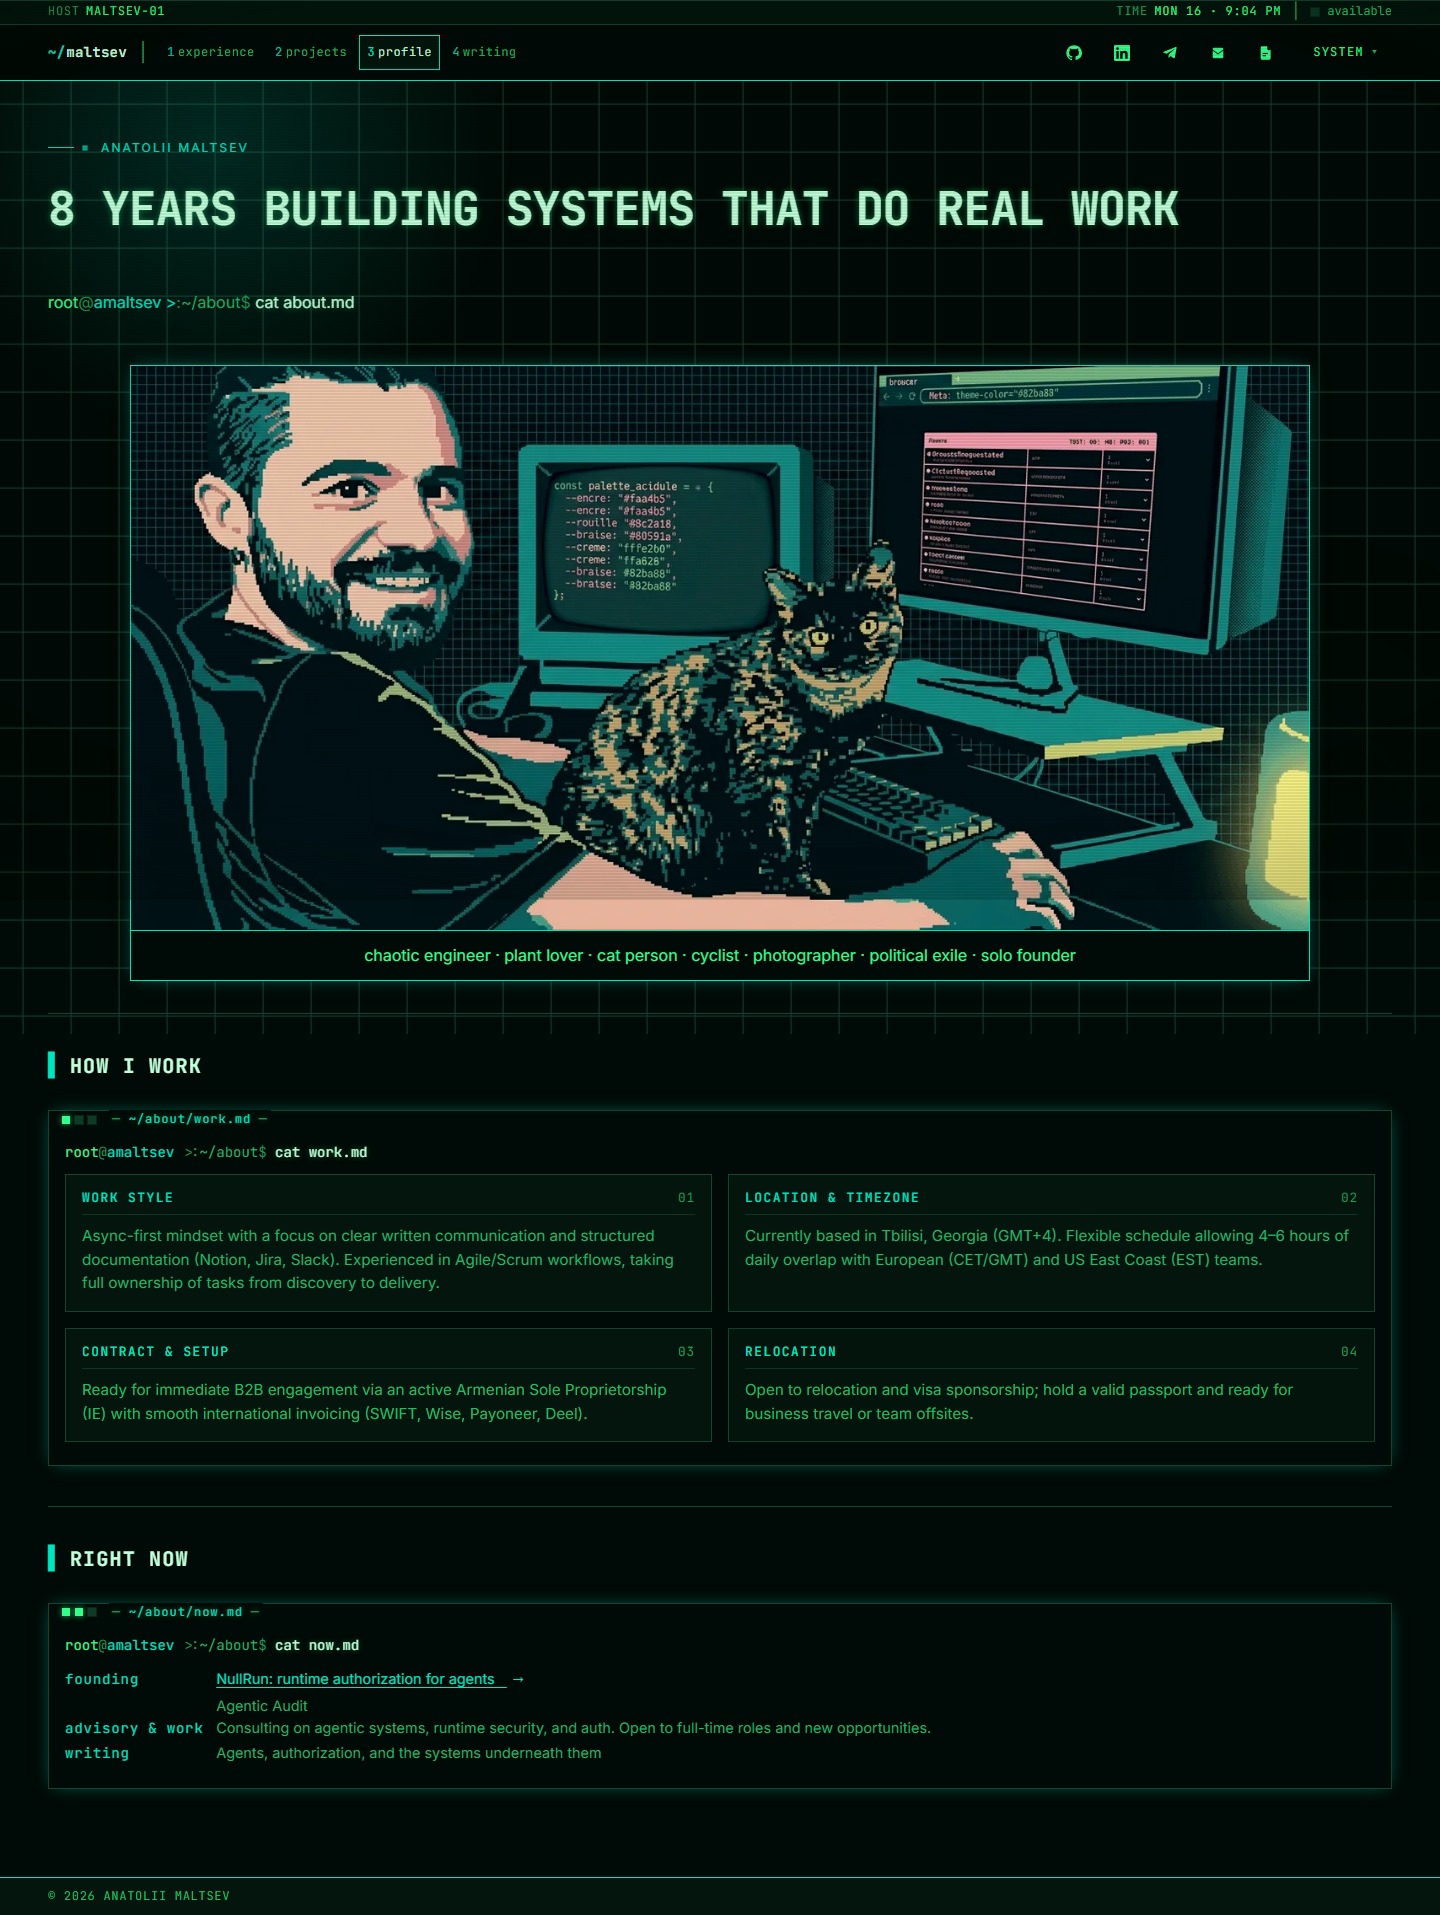 HOST MALTSEV-01
TIME MON 16 · 9:04 PM
available
~/maltsev
1 experience
2 projects
3 profile
4 writing
SYSTEM
ANATOLII MALTSEV
8 YEARS BUILDING SYSTEMS THAT DO REAL WORK
root@amaltsev >:~/about$ cat about.md
browser
Meta: theme-color="#82ba88"
const palette_acidule = {
--encre: "#faa4b5",
--encre: "#faa4b5",
--rouille "#8c2a18,
--braise: "#80591a",
--creme: "fffe2b0",
--creme: "ffa628",
--braise: #82ba88",
--braise: "#82ba88"
};
chaotic engineer · plant lover · cat person · cyclist · photographer · political exile · solo founder
HOW I WORK
— ~/about/work.md —
root@amaltsev >:~/about$ cat work.md
WORK STYLE 01
Async-first mindset with a focus on clear written communication and structured
documentation (Notion, Jira, Slack). Experienced in Agile/Scrum workflows, taking
full ownership of tasks from discovery to delivery.
LOCATION & TIMEZONE 02
Currently based in Tbilisi, Georgia (GMT+4). Flexible schedule allowing 4–6 hours of
daily overlap with European (CET/GMT) and US East Coast (EST) teams.
CONTRACT & SETUP 03
Ready for immediate B2B engagement via an active Armenian Sole Proprietorship
(IE) with smooth international invoicing (SWIFT, Wise, Payoneer, Deel).
RELOCATION 04
Open to relocation and visa sponsorship; hold a valid passport and ready for
business travel or team offsites.
RIGHT NOW
— ~/about/now.md —
root@amaltsev >:~/about$ cat now.md
founding NullRun: runtime authorization for agents →
Agentic Audit
advisory & work Consulting on agentic systems, runtime security, and auth. Open to full-time roles and new opportunities.
writing Agents, authorization, and the systems underneath them
© 2026 ANATOLII MALTSEV